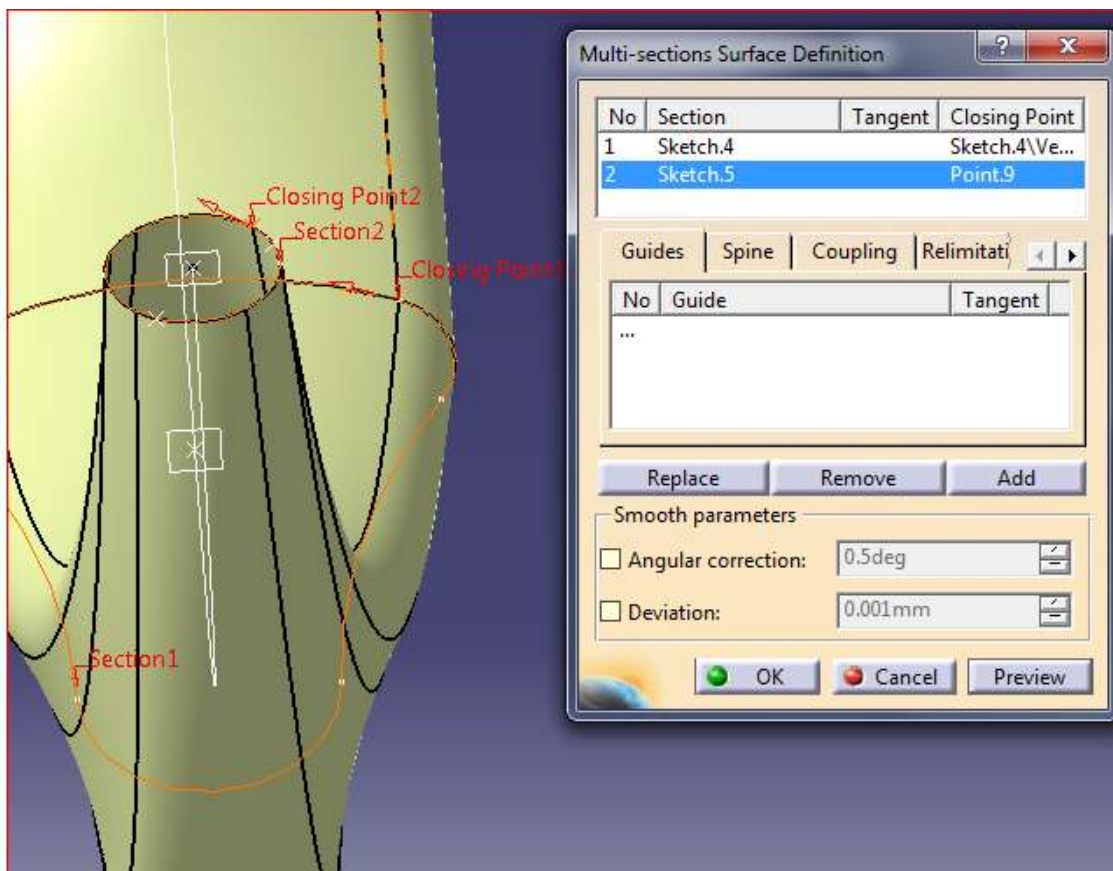 Closing Point2
Section2
Closing Point1
Section1
Multi-sections Surface Definition
?
x
No Section Tangent Closing Point
1 Sketch.4 Sketch.4\Ve...
2 Sketch.5 Point.9
Guides Spine Coupling Relimitati
No Guide Tangent
...
Replace Remove Add
Smooth parameters
Angular correction: 0.5deg
Deviation: 0.001mm
OK Cancel Preview